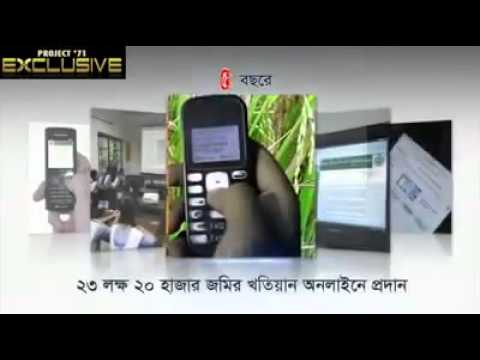 PROJECT '71
EXCLUSIVE
৫ বছরে
২৩ লক্ষ ২০ হাজার জমির খতিয়ান অনলাইনে প্রদান